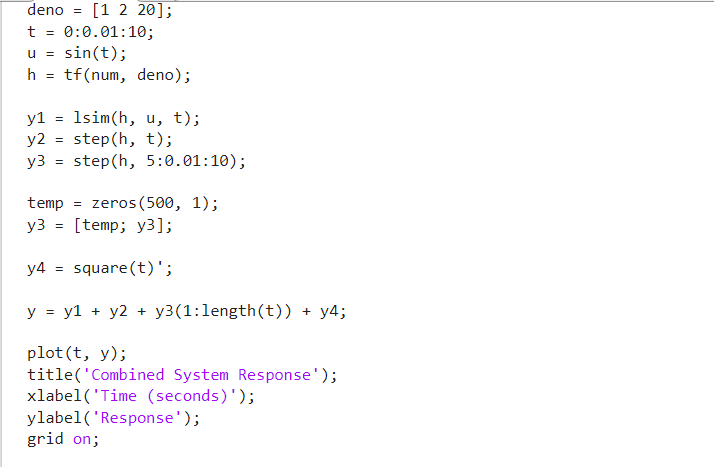 deno = [1 2 20];
t = 0:0.01:10;
u = sin(t);
h = tf(num, deno);
y1 = lsim(h, u, t);
y2 = step(h, t);
y3 = step(h, 5:0.01:10);
temp = zeros(500, 1);
y3 = [temp; y3];
y4 = square(t)';
y = y1 + y2 + y3(1:length(t)) + y4;
plot(t, y);
title('Combined System Response');
xlabel('Time (seconds)');
ylabel('Response');
grid on;